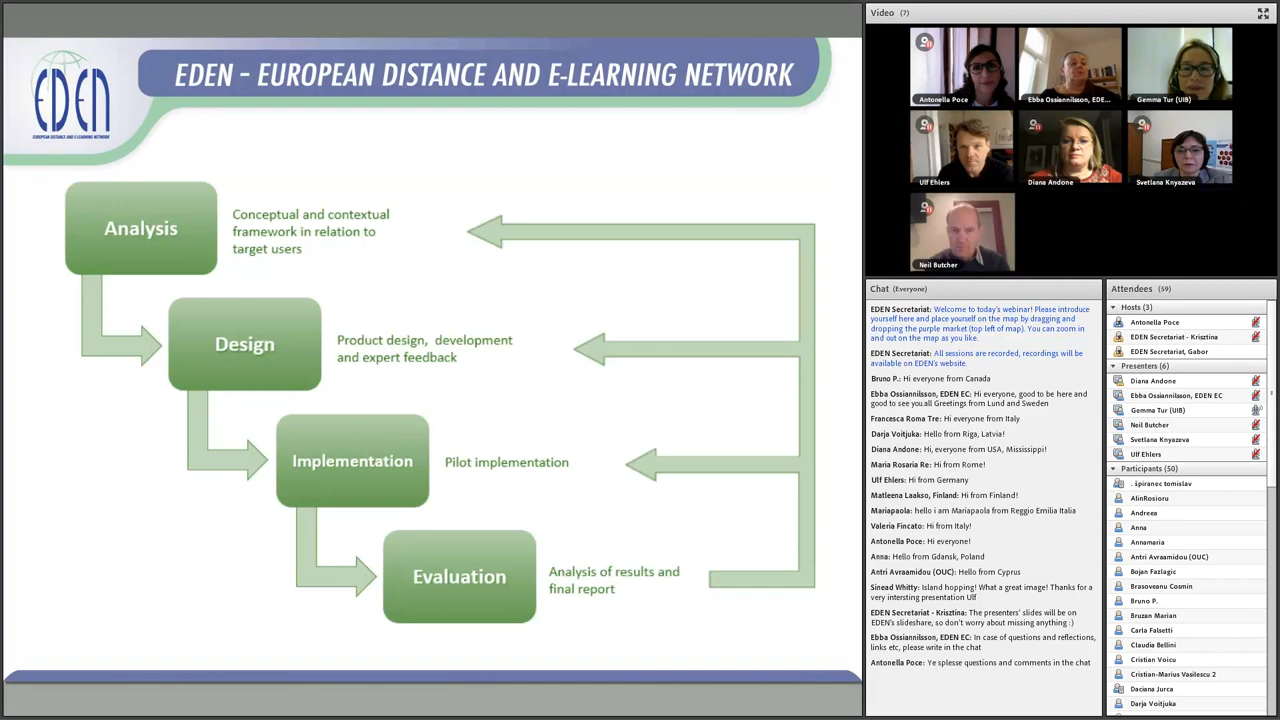 EDEN
EUROPEAN DISTANCE AND E-LEARNING NETWORK
EDEN – EUROPEAN DISTANCE AND E-LEARNING NETWORK
Analysis
Conceptual and contextual
framework in relation to
target users
Design
Product design, development
and expert feedback
Implementation
Pilot implementation
Evaluation
Analysis of results and
final report
Video (7)
Antonella Poce
Ebba Ossiannilsson, EDE...
Gemma Tur (UIB)
Ulf Ehlers
Diana Andone
Svetlana Knyazeva
Neil Butcher
Chat (Everyone)
EDEN Secretariat: Welcome to today's webinar! Please introduce
yourself here and place yourself on the map by dragging and
dropping the purple market (top left of map). You can zoom in
and out on the map as you like.
EDEN Secretariat: All sessions are recorded, recordings will be
available on EDEN's website.
Bruno P.: Hi everyone from Canada
Ebba Ossiannilsson, EDEN EC: Hi everyone, good to be here and
good to see you.all Greetings from Lund and Sweden
Francesca Roma Tre: Hi everyone from Italy
Darja Voitjuka: Hello from Riga, Latvia!
Diana Andone: Hi, everyone from USA, Mississippi!
Maria Rosaria Re: Hi from Rome!
Ulf Ehlers: Hi from Germany
Matleena Laakso, Finland: Hi from Finland!
Mariapaola: hello i am Mariapaola from Reggio Emilia Italia
Valeria Fincato: Hi from Italy!
Antonella Poce: Hi everyone!
Anna: Hello from Gdansk, Poland
Antri Avraamidou (OUC): Hello from Cyprus
Sinead Whitty: Island hopping! What a great image! Thanks for a
very intersting presentation Ulf
EDEN Secretariat - Krisztina: The presenters' slides will be on
EDEN's slideshare, so don't worry about missing anything :)
Ebba Ossiannilsson, EDEN EC: In case of questions and reflections,
links etc, please write in the chat
Antonella Poce: Ye splesse questions and comments in the chat
Attendees (59)
Hosts (3)
Antonella Poce
EDEN Secretariat - Krisztina
EDEN Secretariat, Gabor
Presenters (6)
Diana Andone
Ebba Ossiannilsson, EDEN EC
Gemma Tur (UIB)
Neil Butcher
Svetlana Knyazeva
Ulf Ehlers
Participants (50)
. špiranec tomislav
AlinRosioru
Andreea
Anna
Annamaria
Antri Avraamidou (OUC)
Bojan Fazlagic
Brasoveanu Cosmin
Bruno P.
Bruzan Marian
Carla Falsetti
Claudia Bellini
Cristian Voicu
Cristian-Marius Vasilescu 2
Daciana Jurca
Darja Voitjuka